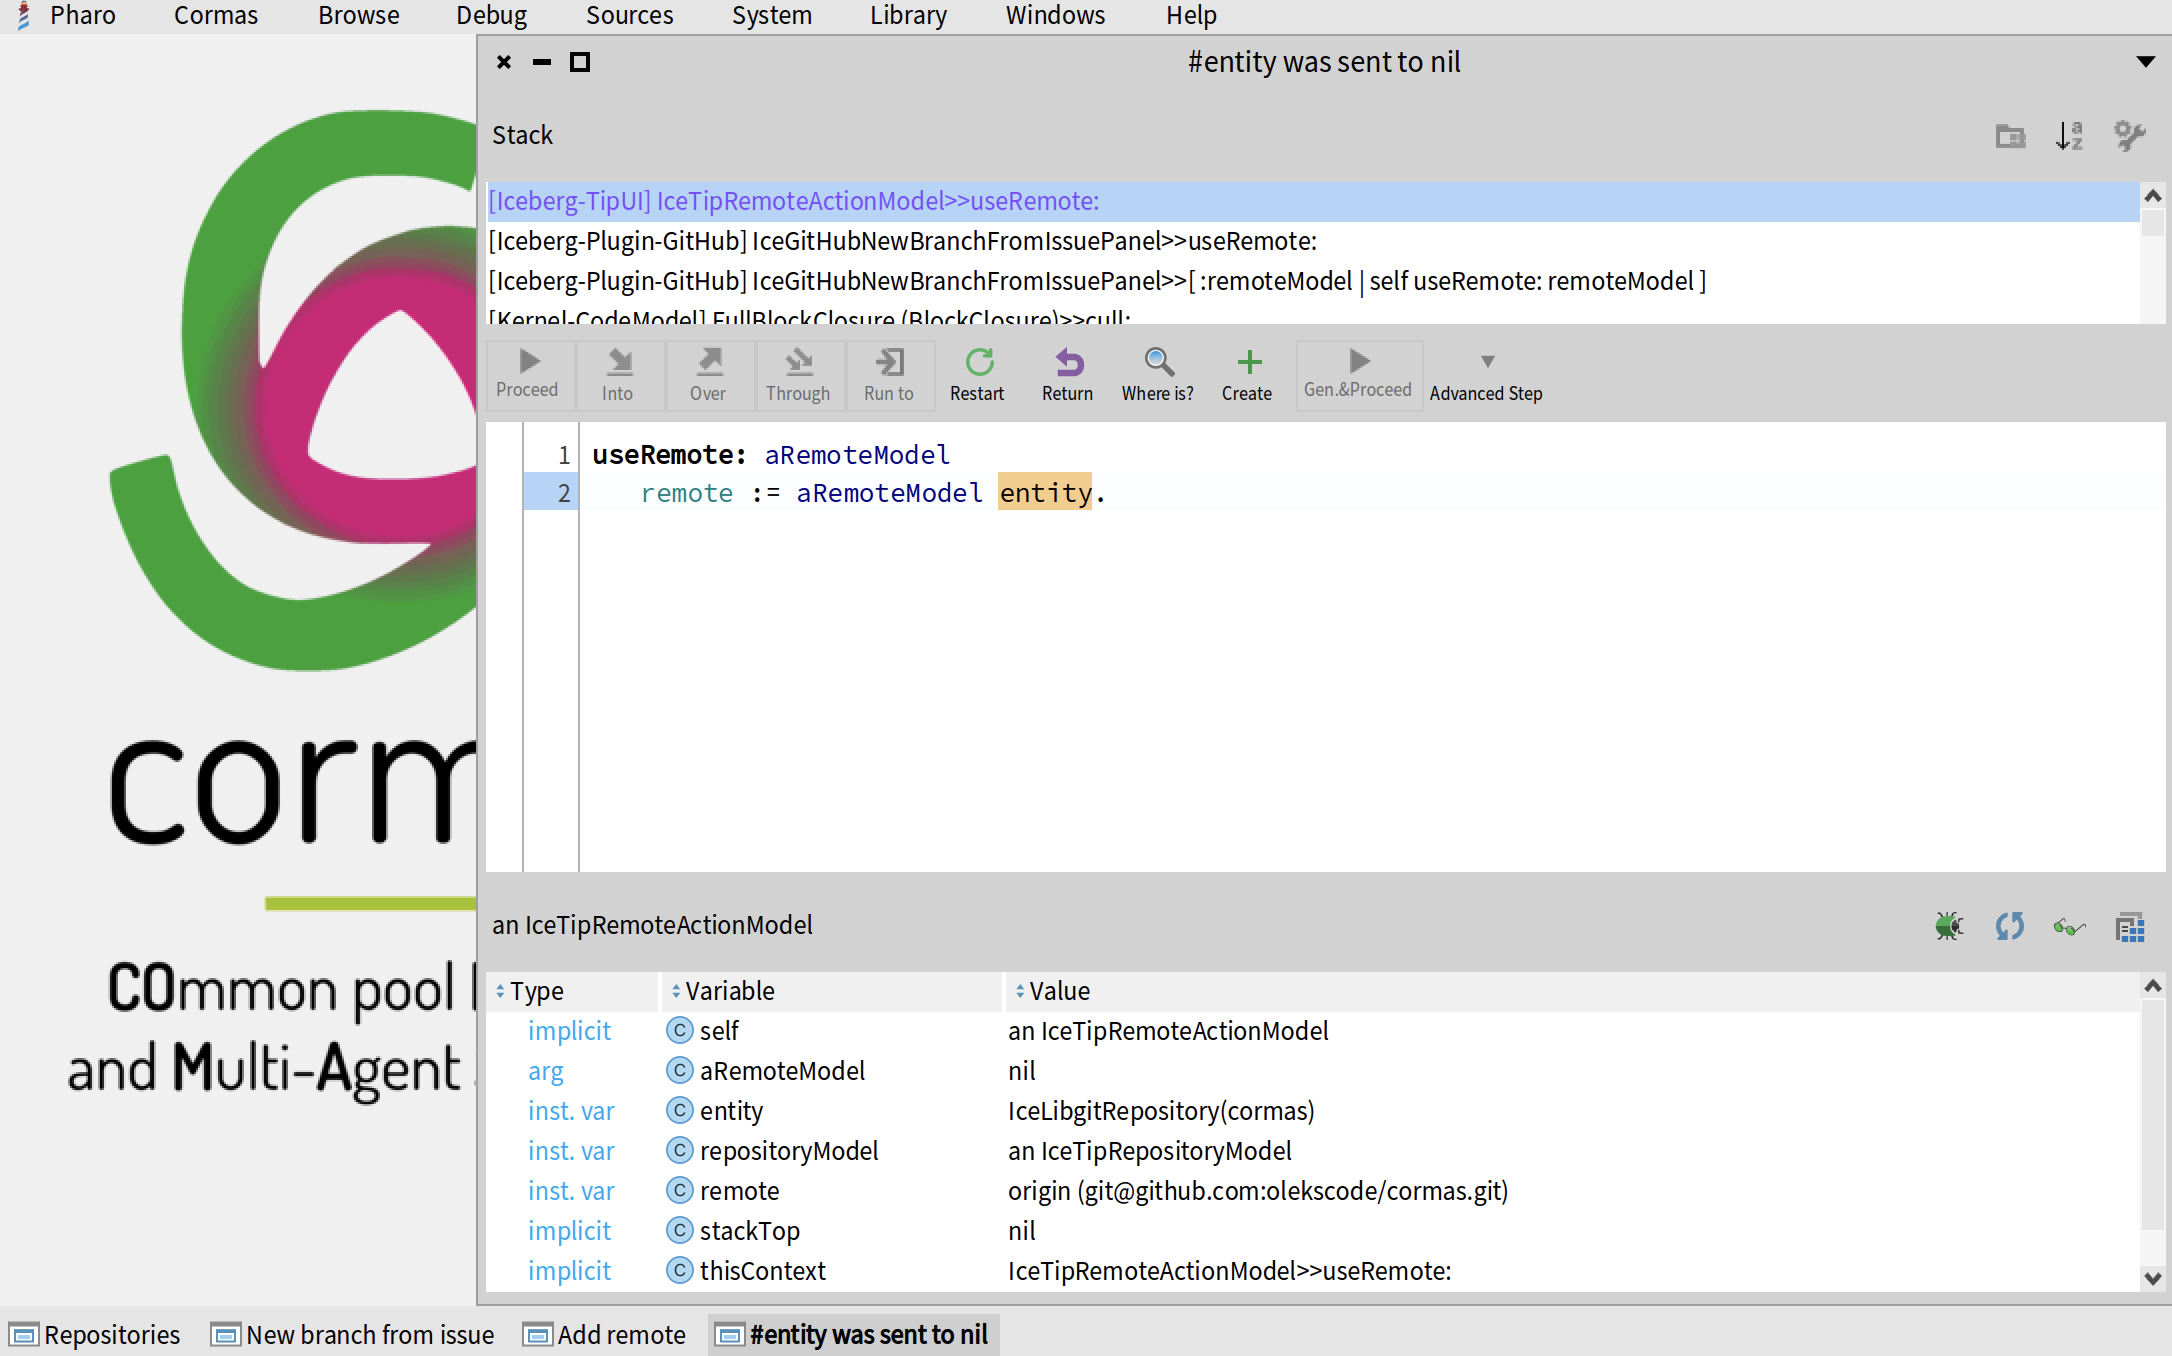 Pharo Cormas Browse Debug Sources System Library Windows Help
#entity was sent to nil
Stack
[Iceberg-TipUI] IceTipRemoteActionModel>>useRemote:
[Iceberg-Plugin-GitHub] IceGitHubNewBranchFromIssuePanel>>useRemote:
[Iceberg-Plugin-GitHub] IceGitHubNewBranchFromIssuePanel>>[ :remoteModel | self useRemote: remoteModel ]
[Kernel-CodeModel] FullBlockClosure (BlockClosure)>>cull:
Proceed Into Over Through Run to Restart Return Where is? Create Gen.&Proceed Advanced Step
1 useRemote: aRemoteModel
2 remote := aRemoteModel entity.
an IceTipRemoteActionModel
Type Variable Value
implicit self an IceTipRemoteActionModel
arg aRemoteModel nil
inst. var entity IceLibgitRepository(cormas)
inst. var repositoryModel an IceTipRepositoryModel
inst. var remote origin (git@github.com:olekscode/cormas.git)
implicit stackTop nil
implicit thisContext IceTipRemoteActionModel>>useRemote:
corm
COmmon pool
and Multi-Agent
Repositories New branch from issue Add remote #entity was sent to nil